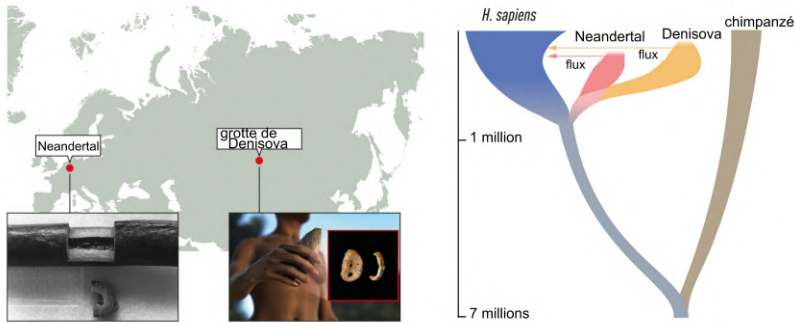 Neandertal
grotte de
Denisova
H. sapiens
Neandertal
Denisova
chimpanzé
flux
flux
1 million
7 millions